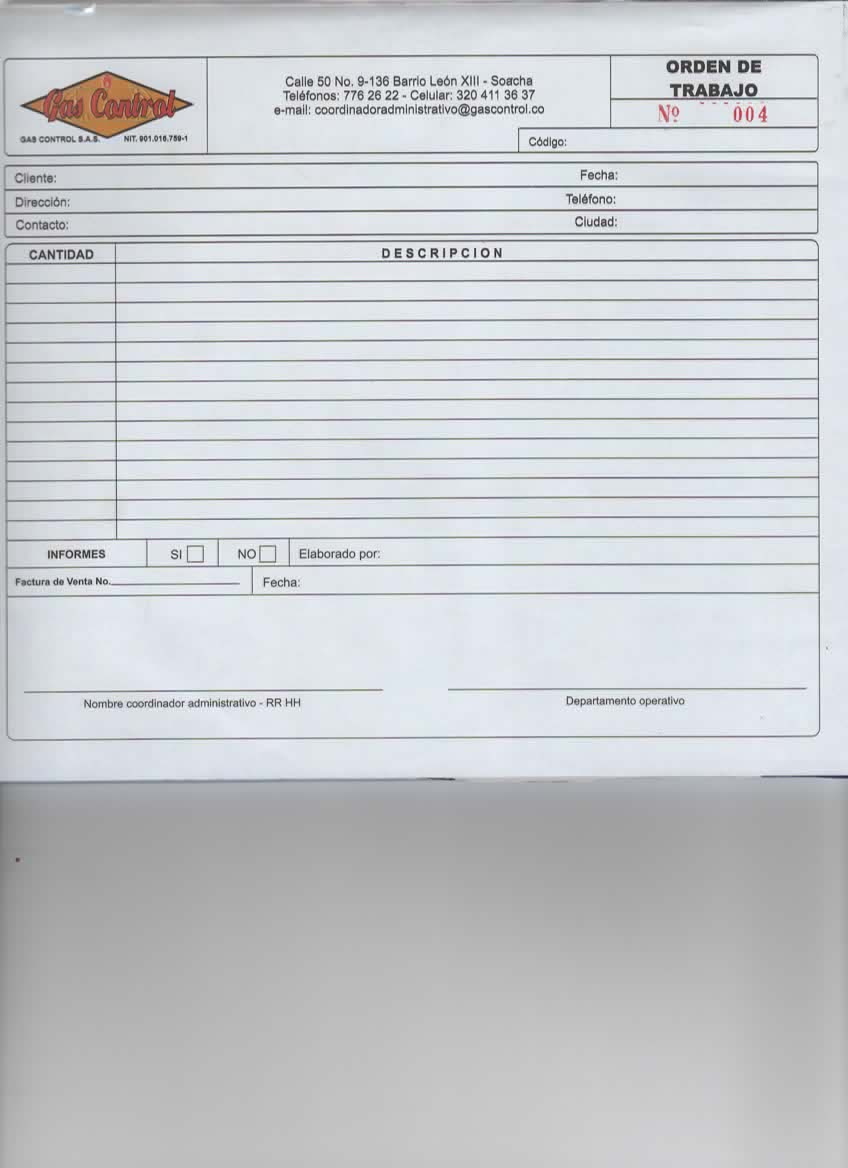 Gas Control
GAS CONTROL S.A.S. NIT. 901.016.759-1
Calle 50 No. 9-136 Barrio León XIII - Soacha
Teléfonos: 776 26 22 - Celular: 320 411 36 37
e-mail: coordinadoradministrativo@gascontrol.co
ORDEN DE
TRABAJO
Nº 004
Código:
Cliente: Fecha:
Dirección: Teléfono:
Contacto: Ciudad:
CANTIDAD DESCRIPCION
INFORMES SI NO Elaborado por:
Factura de Venta No. Fecha:
Nombre coordinador administrativo - RR HH Departamento operativo